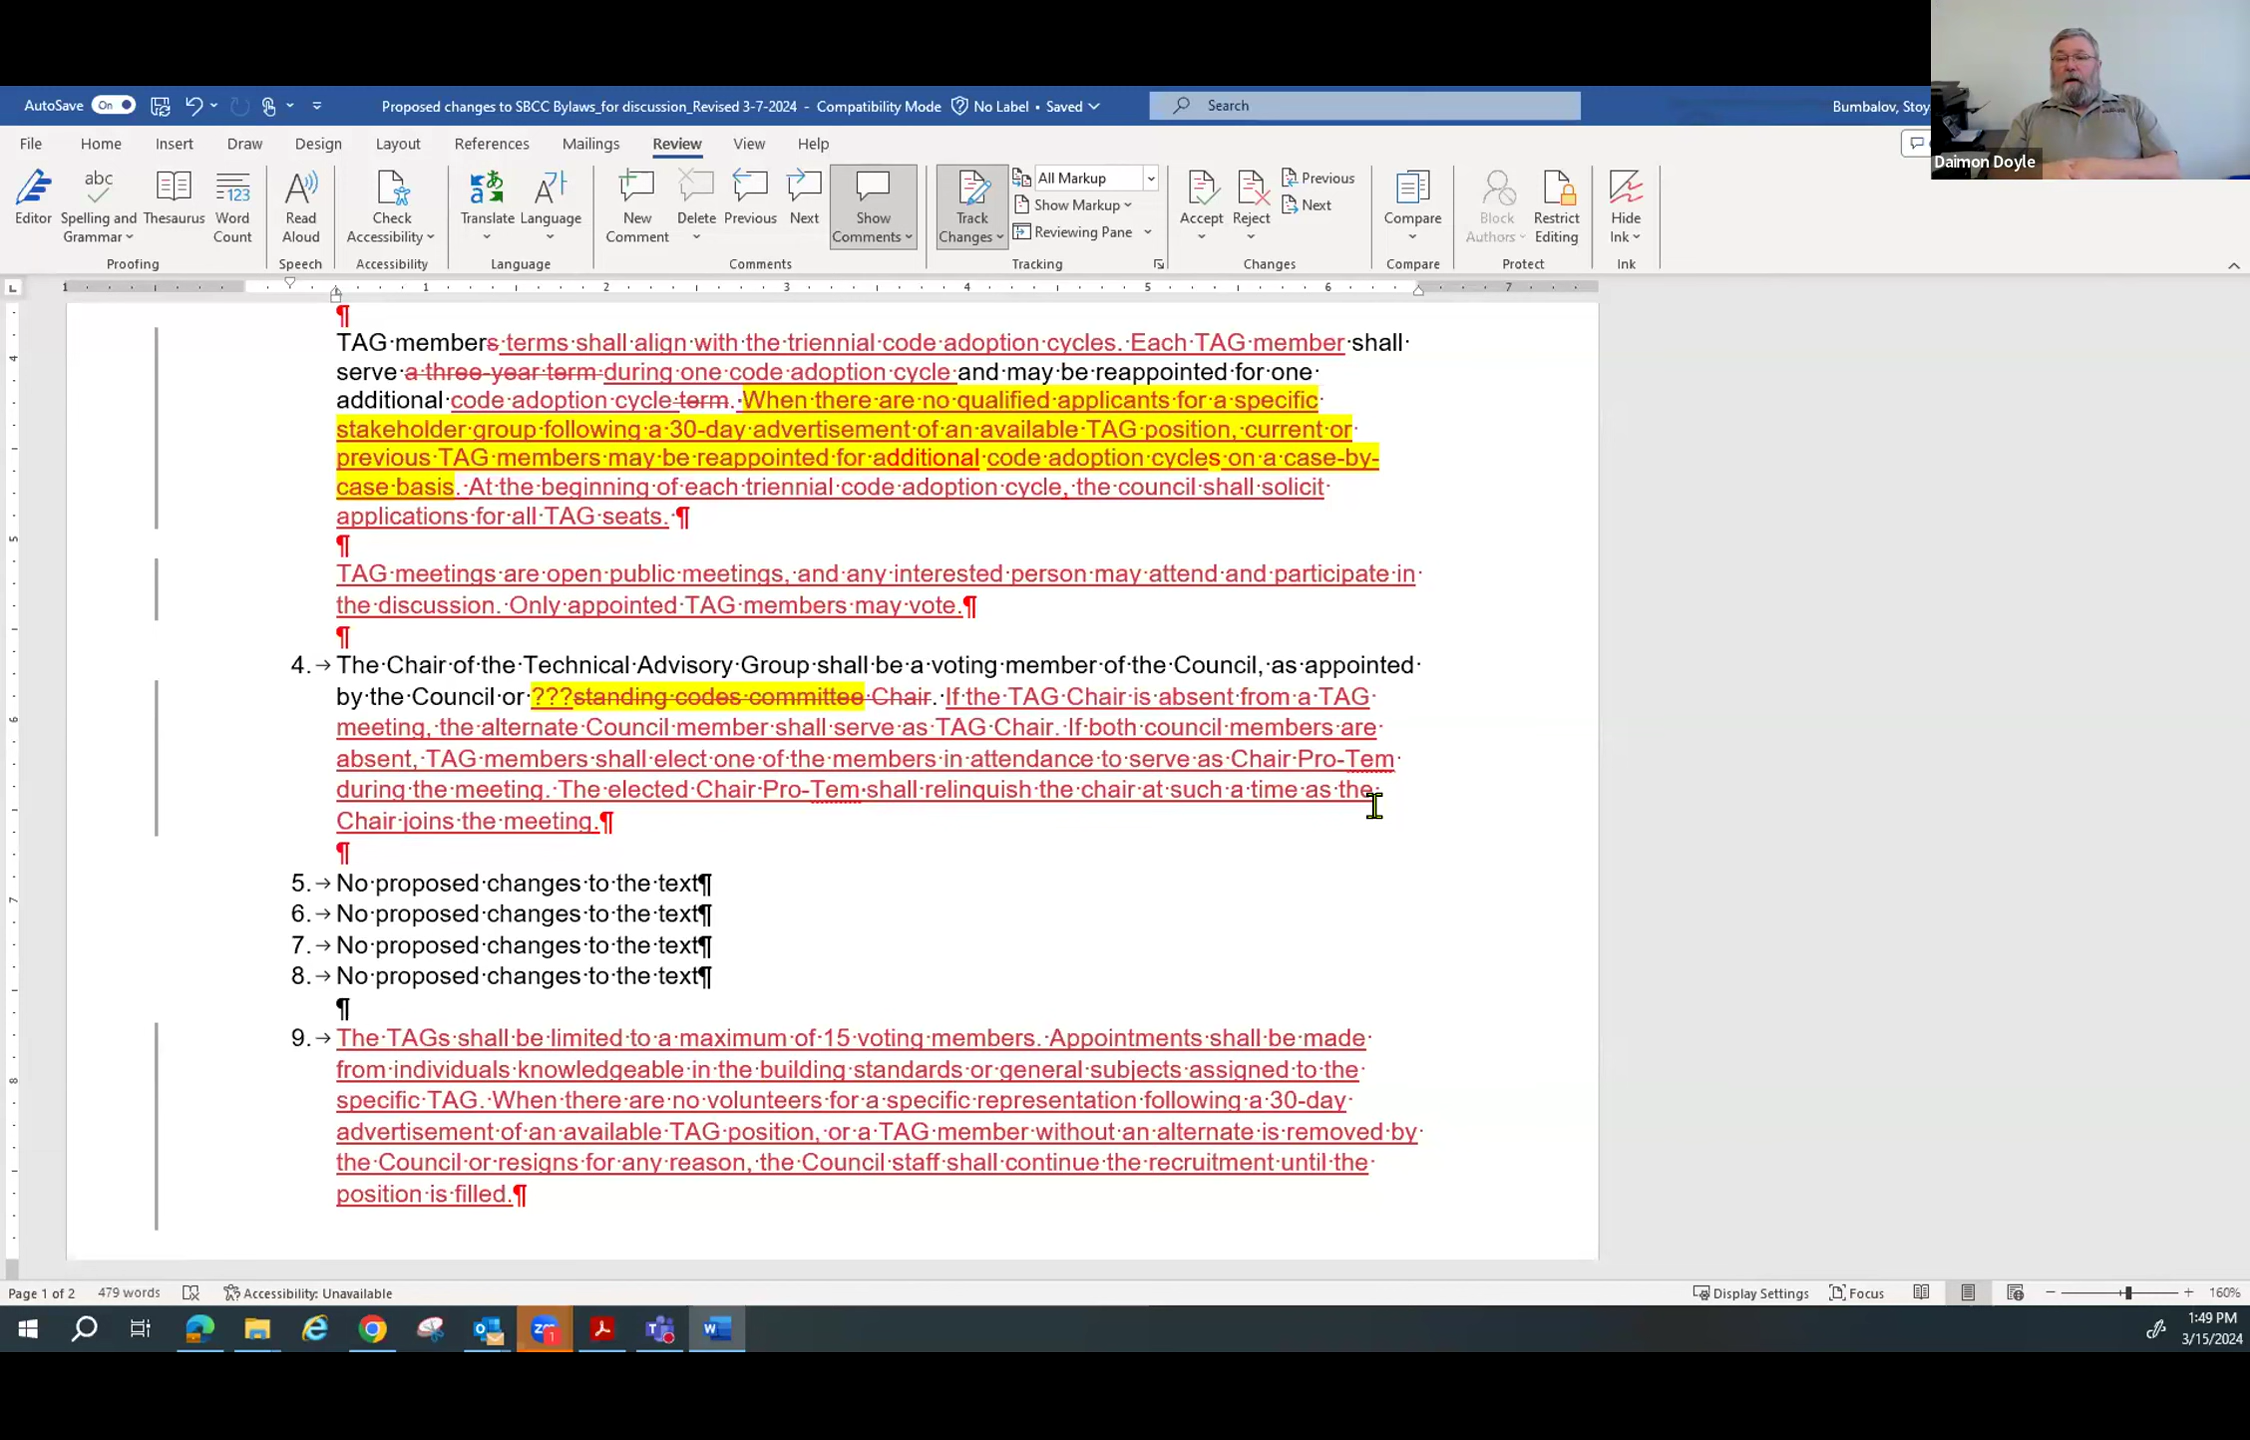 AutoSave On Proposed changes to SBCC Bylaws_for discussion_Revised 3-7-2024 - Compatibility Mode No Label • Saved Search Bumbalov, Stoy
Daimon Doyle
File Home Insert Draw Design Layout References Mailings Review View Help
Editor Spelling and Grammar Thesaurus Word Count Read Aloud Check Accessibility Translate Language New Comment Delete Previous Next Show Comments Track Changes All Markup Show Markup Reviewing Pane Accept Reject Previous Next Compare Block Authors Restrict Editing Hide Ink
Proofing Speech Accessibility Language Comments Tracking Changes Compare Protect Ink
1 1 2 3 4 5 6 7
¶
TAG members terms shall align with the triennial code adoption cycles. Each TAG member shall
serve a three-year term during one code adoption cycle and may be reappointed for one
additional code adoption cycle term. When there are no qualified applicants for a specific
stakeholder group following a 30-day advertisement of an available TAG position, current or
previous TAG members may be reappointed for additional code adoption cycles on a case-by-
case basis. At the beginning of each triennial code adoption cycle, the council shall solicit
applications for all TAG seats. ¶
¶
TAG meetings are open public meetings, and any interested person may attend and participate in
the discussion. Only appointed TAG members may vote.¶
¶
4. The Chair of the Technical Advisory Group shall be a voting member of the Council, as appointed
by the Council or ???standing codes committee Chair. If the TAG Chair is absent from a TAG
meeting, the alternate Council member shall serve as TAG Chair. If both council members are
absent, TAG members shall elect one of the members in attendance to serve as Chair Pro-Tem
during the meeting. The elected Chair Pro-Tem shall relinquish the chair at such a time as the
Chair joins the meeting.¶
¶
5. No proposed changes to the text¶
6. No proposed changes to the text¶
7. No proposed changes to the text¶
8. No proposed changes to the text¶
¶
9. The TAGs shall be limited to a maximum of 15 voting members. Appointments shall be made
from individuals knowledgeable in the building standards or general subjects assigned to the
specific TAG. When there are no volunteers for a specific representation following a 30-day
advertisement of an available TAG position, or a TAG member without an alternate is removed by
the Council or resigns for any reason, the Council staff shall continue the recruitment until the
position is filled.¶
4
5
6
7
8
Page 1 of 2 479 words Accessibility: Unavailable Display Settings Focus 160%
1:49 PM
3/15/2024